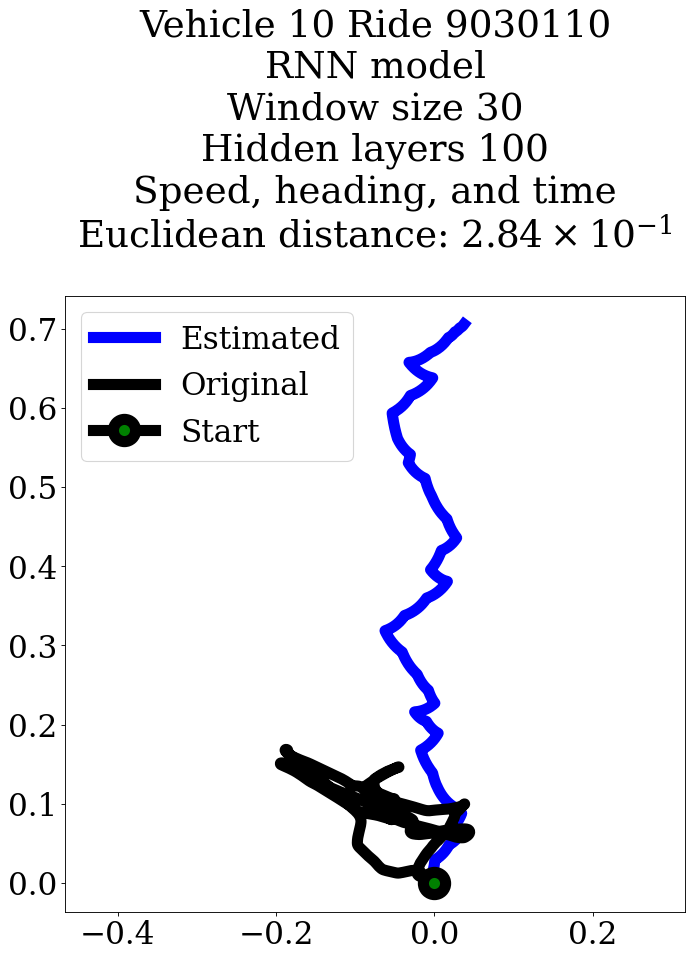 Vehicle 10 Ride 9030110
RNN model
Window size 30
Hidden layers 100
Speed, heading, and time
Euclidean distance: 2.84 × 10⁻¹
Estimated
Original
Start
0.7
0.6
0.5
0.4
0.3
0.2
0.1
0.0
−0.4 −0.2 0.0 0.2